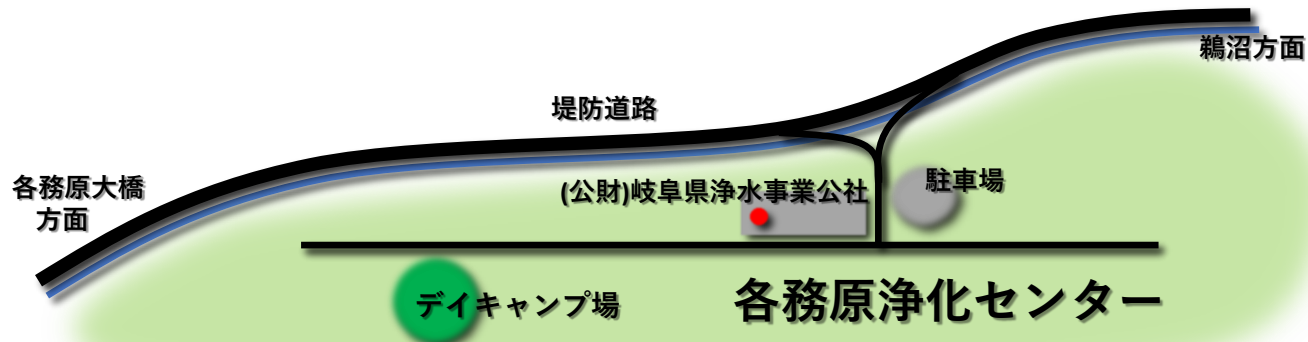 鵜沼方面
堤防道路
各務原大橋
方面
(公財)岐阜県浄水事業公社
駐車場
デイキャンプ場
各務原浄化センター